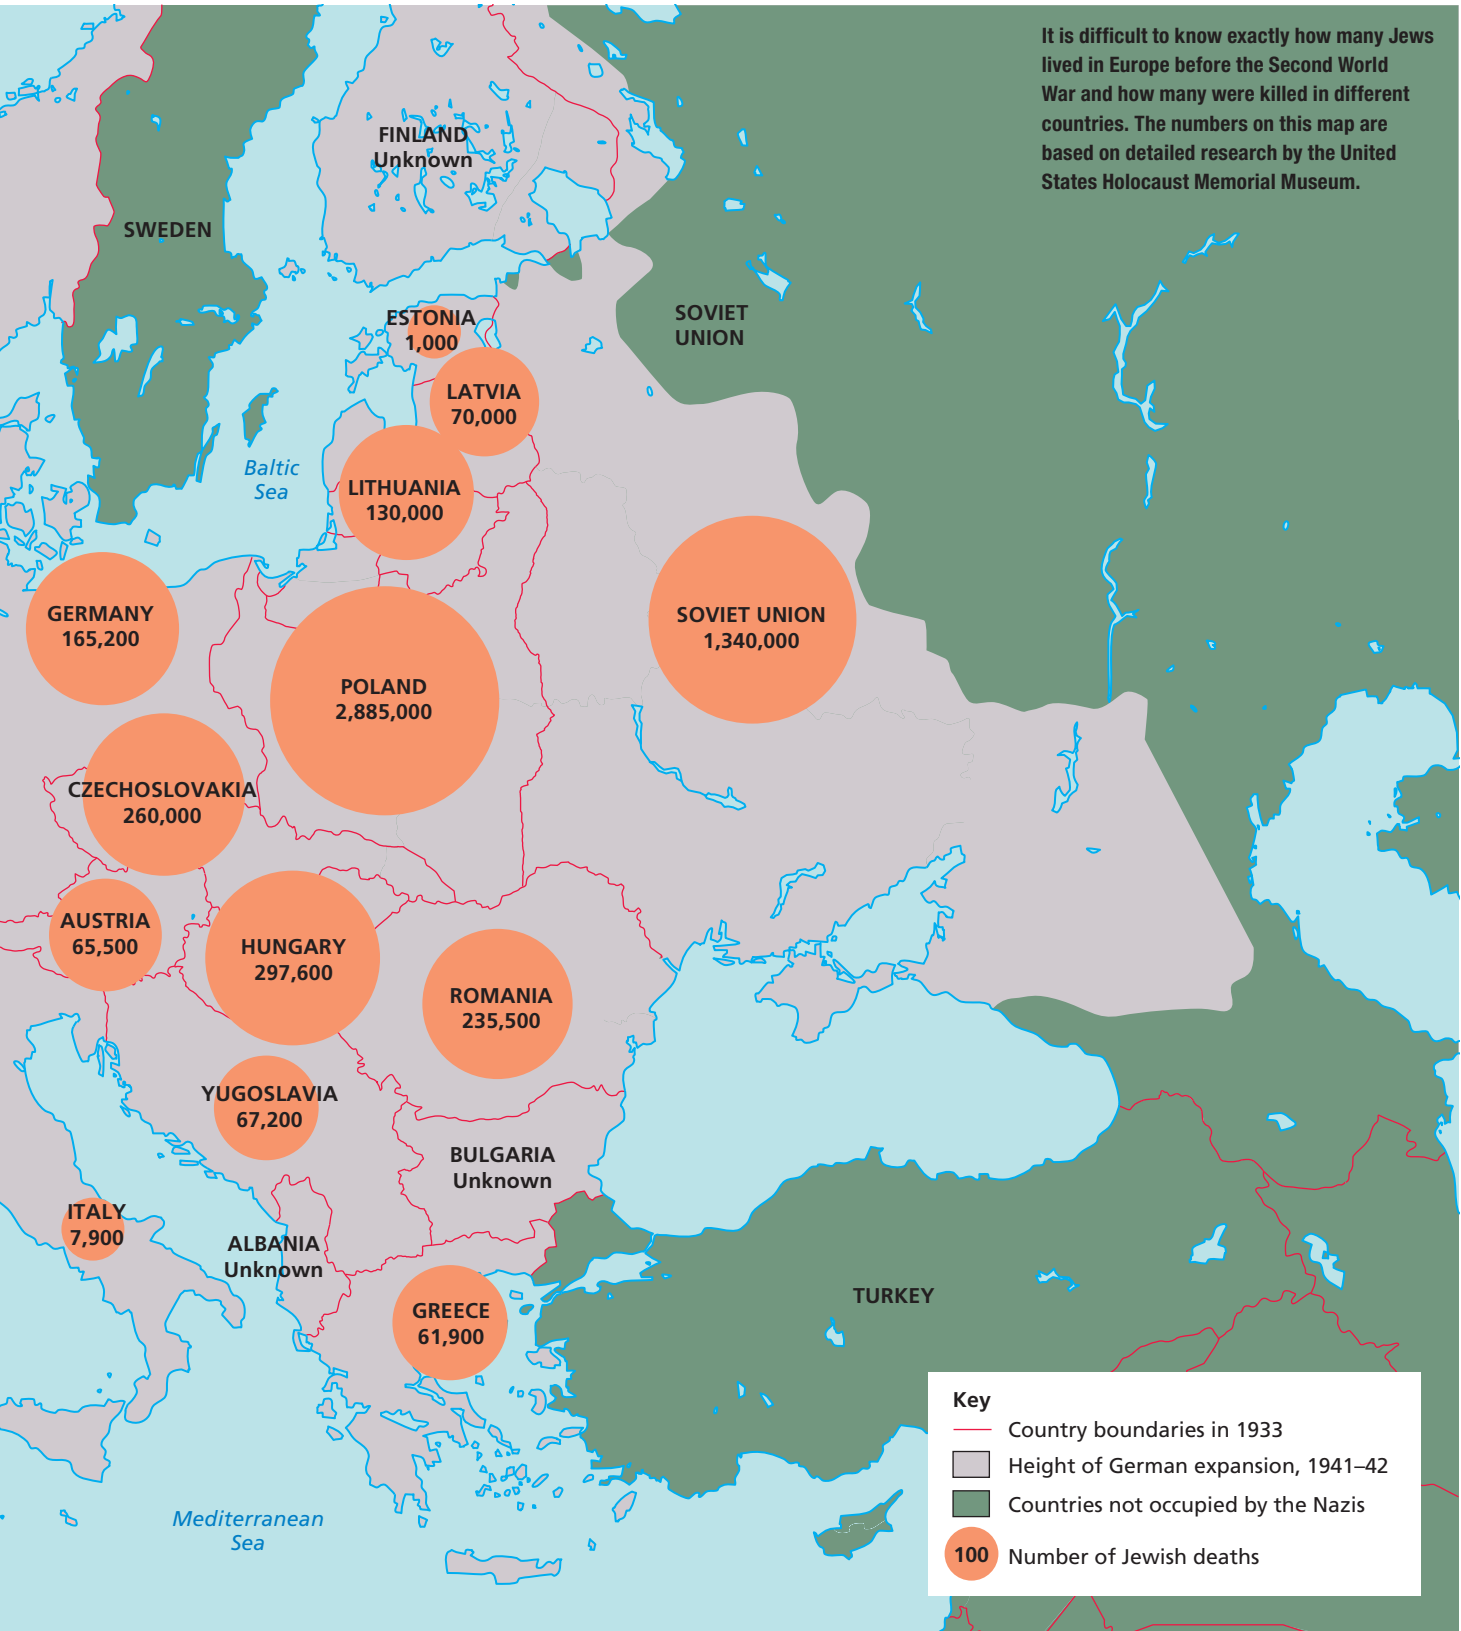 It is difficult to know exactly how many Jews
lived in Europe before the Second World
War and how many were killed in different
countries. The numbers on this map are
based on detailed research by the United
States Holocaust Memorial Museum.
FINLAND
Unknown
SWEDEN
SOVIET
UNION
ESTONIA
1,000
LATVIA
70,000
Baltic
Sea
LITHUANIA
130,000
GERMANY
165,200
SOVIET UNION
1,340,000
POLAND
2,885,000
CZECHOSLOVAKIA
260,000
AUSTRIA
65,500
HUNGARY
297,600
ROMANIA
235,500
YUGOSLAVIA
67,200
BULGARIA
Unknown
ITALY
7,900
ALBANIA
Unknown
GREECE
61,900
TURKEY
Mediterranean
Sea
Key
Country boundaries in 1933
Height of German expansion, 1941–42
Countries not occupied by the Nazis
100 Number of Jewish deaths